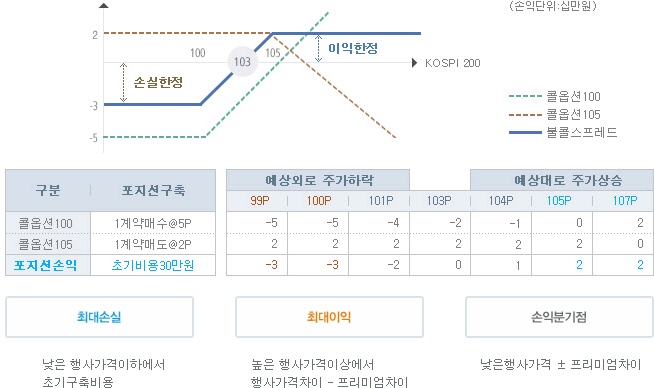 (손익단위:십만원)
2
100
103
105
이익한정
KOSPI 200
손실한정
-3
-5
콜옵션100
콜옵션105
불콜스프레드
구분 포지션구축 예상외로 주가하락 예상대로 주가상승
99P 100P 101P 103P 104P 105P 107P
콜옵션100 1계약매수@5P -5 -5 -4 -2 -1 0 2
콜옵션105 1계약매도@2P 2 2 2 2 2 2 0
포지션손익 초기비용30만원 -3 -3 -2 0 1 2 2
최대손실 최대이익 손익분기점
낮은 행사가격이하에서 높은 행사가격이상에서 낮은행사가격 ± 프리미엄차이
초기구축비용 행사가격차이 - 프리미엄차이